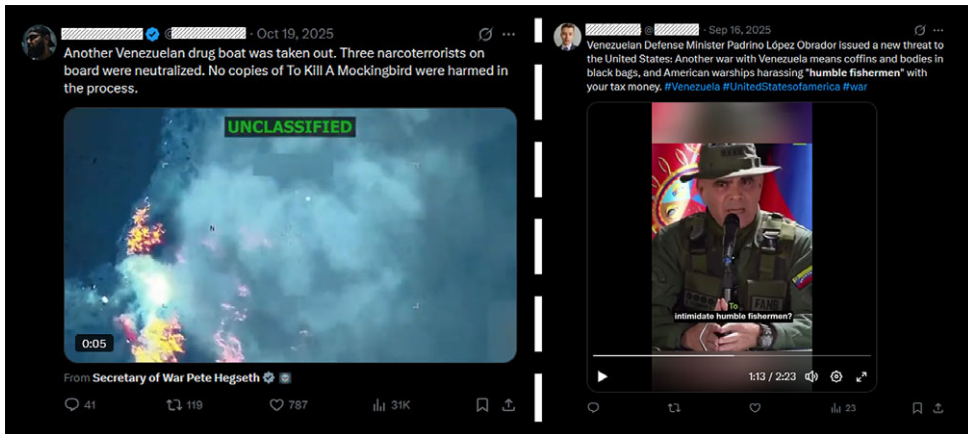 @ · Oct 19, 2025
Another Venezuelan drug boat was taken out. Three narcoterrorists on
board were neutralized. No copies of To Kill A Mockingbird were harmed in
the process.
UNCLASSIFIED
N
0:05
From Secretary of War Pete Hegseth
41
119
787
31K
@ · Sep 16, 2025
Venezuelan Defense Minister Padrino López Obrador issued a new threat to
the United States: Another war with Venezuela means coffins and bodies in
black bags, and American warships harassing "humble fishermen" with
your tax money. #Venezuela #UnitedStatesofamerica #war
FANB
To
intimidate humble fishermen?
1:13 / 2:23
23